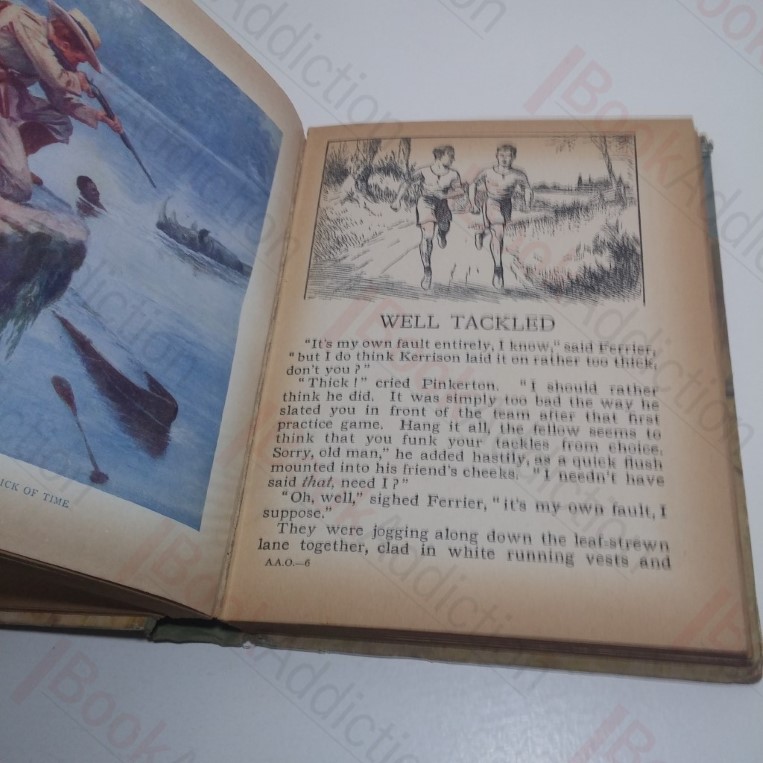 ICK OF TIME.
WELL TACKLED
"It's my own fault entirely, I know," said Ferrier,
"but I do think Kerrison laid it on rather too thick,
don't you?"
"Thick!" cried Pinkerton. "I should rather
think he did. It was simply too bad the way he
slated you in front of the team after that first
practice game. Hang it all, the fellow seems to
think that you funk your tackles from choice.
Sorry, old man," he added hastily, as a quick flush
mounted into his friend's cheeks. "I needn't have
said that, need I?"
"Oh, well," sighed Ferrier, "it's my own fault, I
suppose."
They were jogging along down the leaf-strewn
lane together, clad in white running vests and
A.A.O.—6
BookAddiction